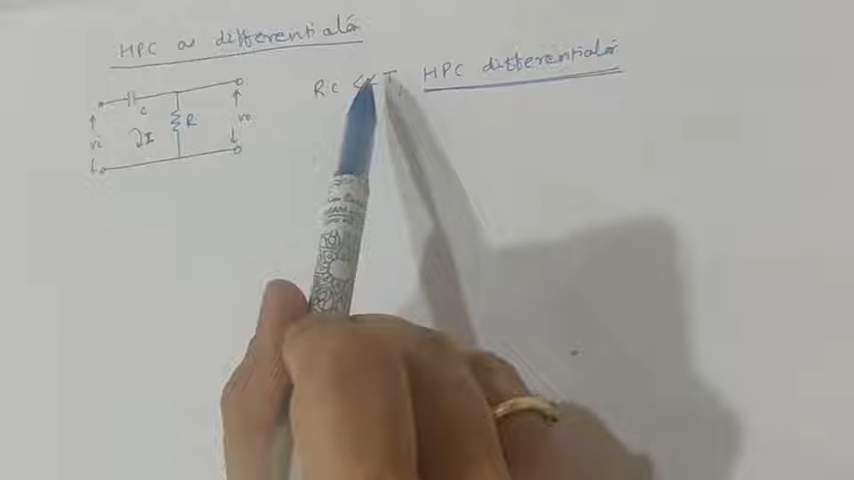 HPC as differentiator
RC << T, HPC differentiator
C
vi
I
R
vo